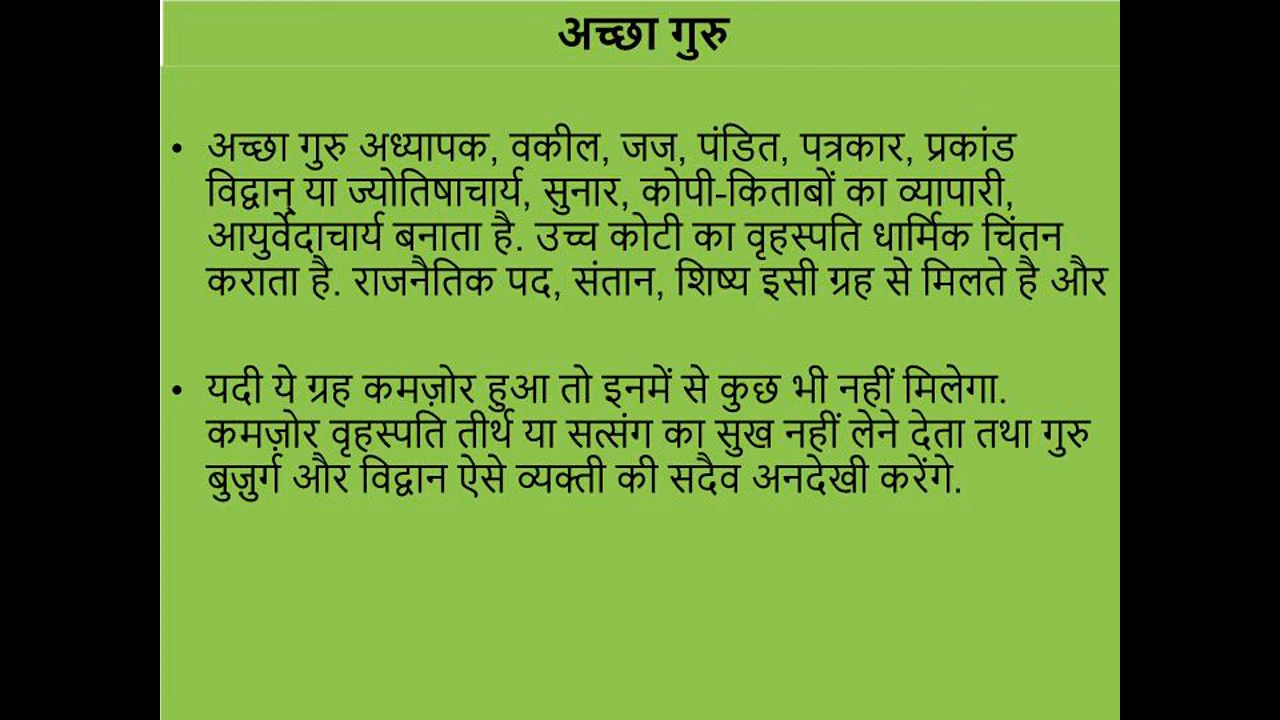 अच्छा गुरु
• अच्छा गुरु अध्यापक, वकील, जज, पंडित, पत्रकार, प्रकांड
विद्वान् या ज्योतिषाचार्य, सुनार, कोपी-किताबों का व्यापारी,
आयुर्वेदाचार्य बनाता है. उच्च कोटी का वृहस्पति धार्मिक चिंतन
कराता है. राजनैतिक पद, संतान, शिष्य इसी ग्रह से मिलते है और
• यदी ये ग्रह कमज़ोर हुआ तो इनमें से कुछ भी नहीं मिलेगा.
कमज़ोर वृहस्पति तीर्थ या सत्संग का सुख नहीं लेने देता तथा गुरु
बुज़ुर्ग और विद्वान ऐसे व्यक्ती की सदैव अनदेखी करेंगे.